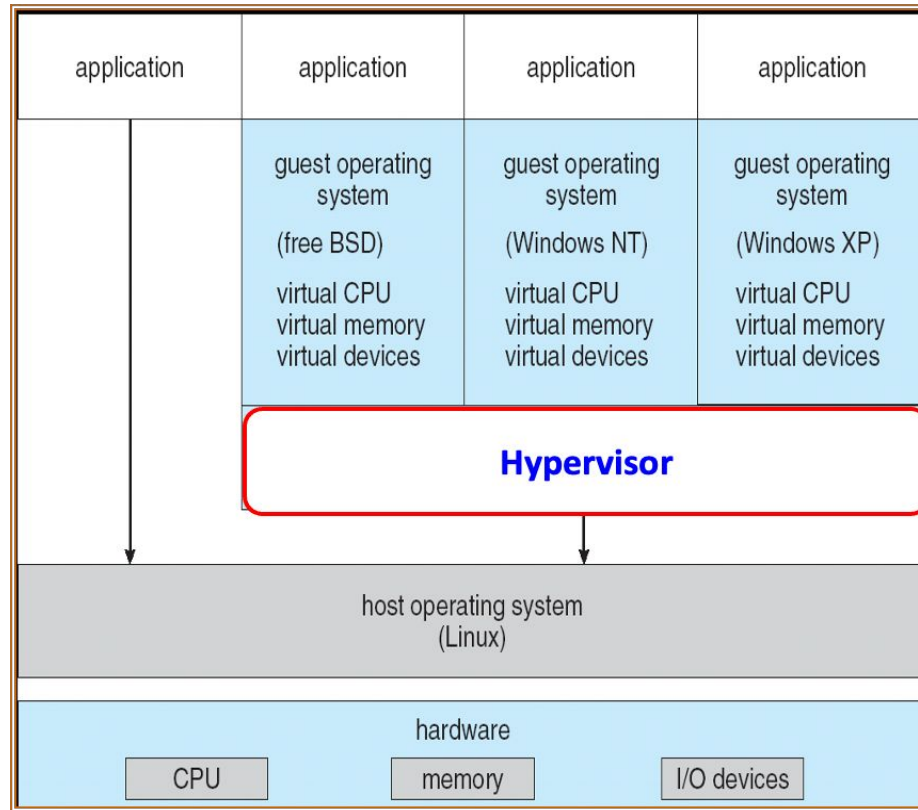 application
application
application
application
guest operating
system
(free BSD)
virtual CPU
virtual memory
virtual devices
guest operating
system
(Windows NT)
virtual CPU
virtual memory
virtual devices
guest operating
system
(Windows XP)
virtual CPU
virtual memory
virtual devices
Hypervisor
host operating system
(Linux)
hardware
CPU
memory
I/O devices